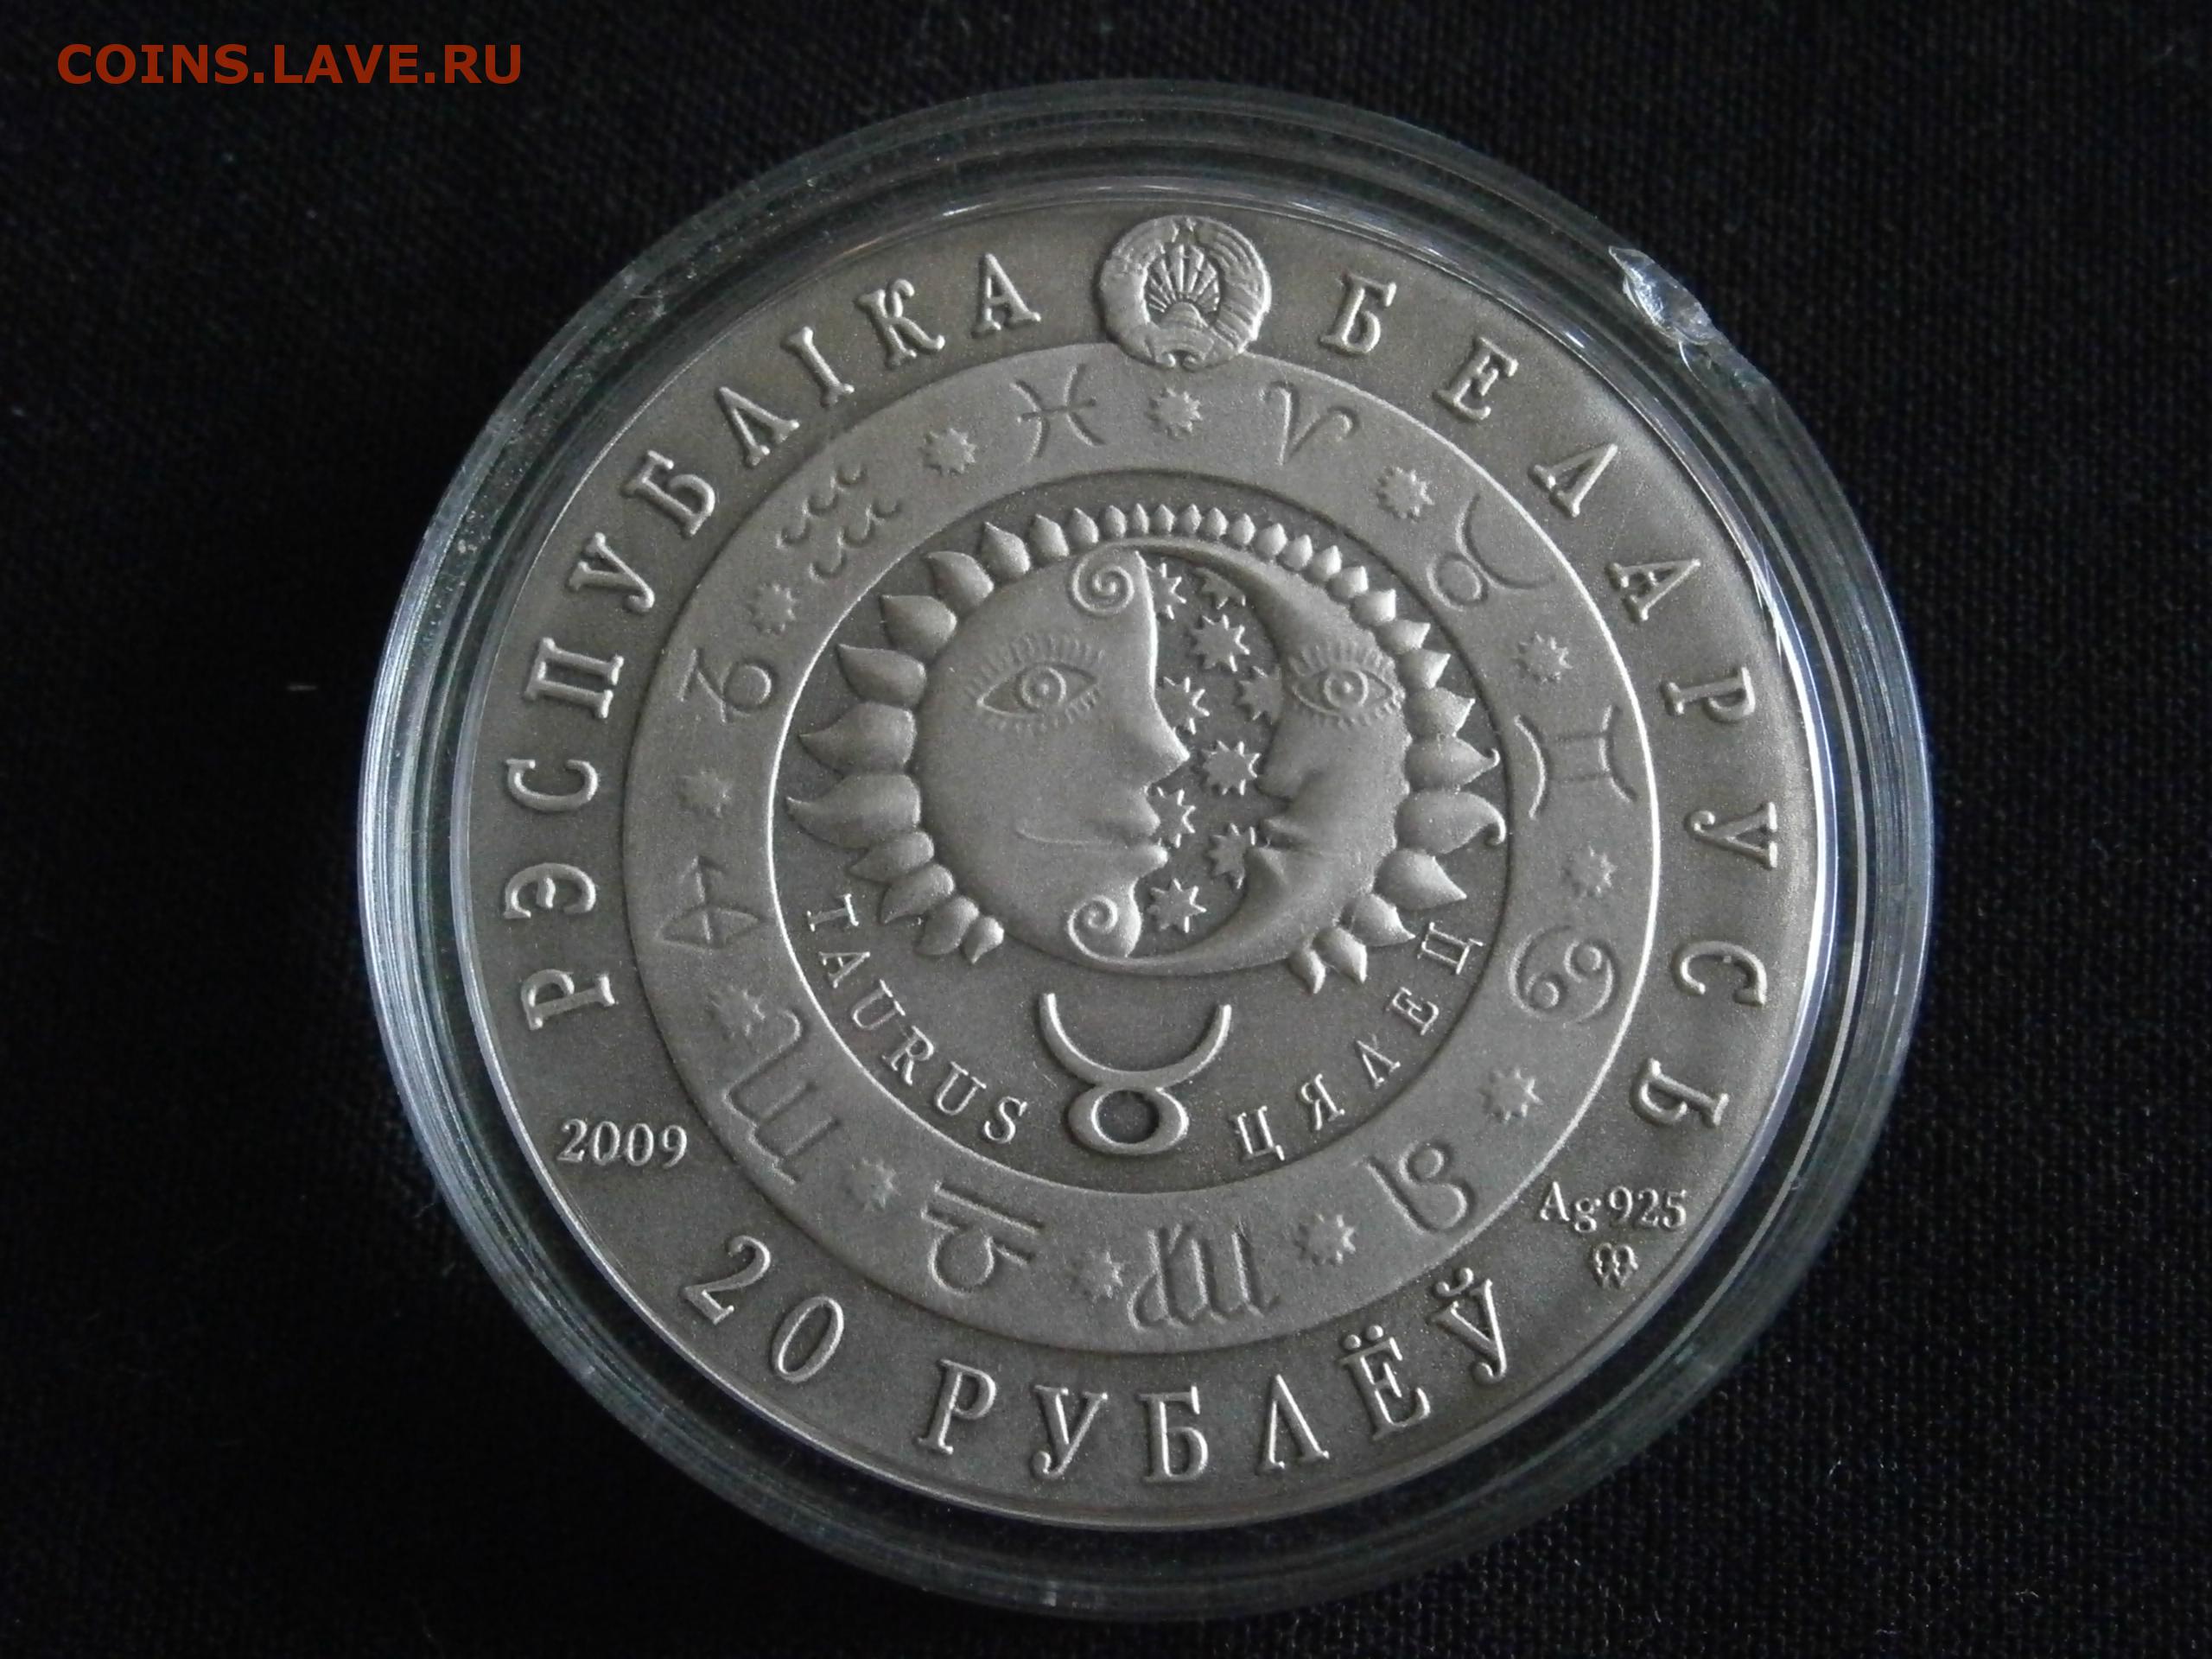 COINS.LAVE.RU
РЭСПУБЛІКА БЕЛАРУСЬ
TAURUS
ЦЯЛЕЦ
2009
Ag 925
20 РУБЛЁЎ